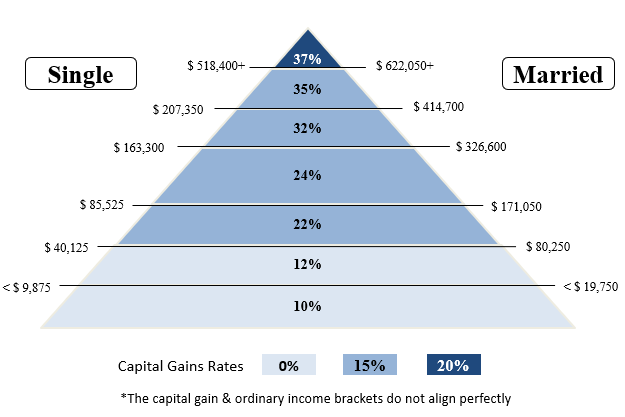 Single
Married
37%
$ 518,400+
$ 622,050+
35%
$ 207,350
$ 414,700
32%
$ 163,300
$ 326,600
24%
$ 85,525
$ 171,050
22%
$ 40,125
$ 80,250
12%
< $ 9,875
< $ 19,750
10%
Capital Gains Rates 0% 15% 20%
*The capital gain & ordinary income brackets do not align perfectly